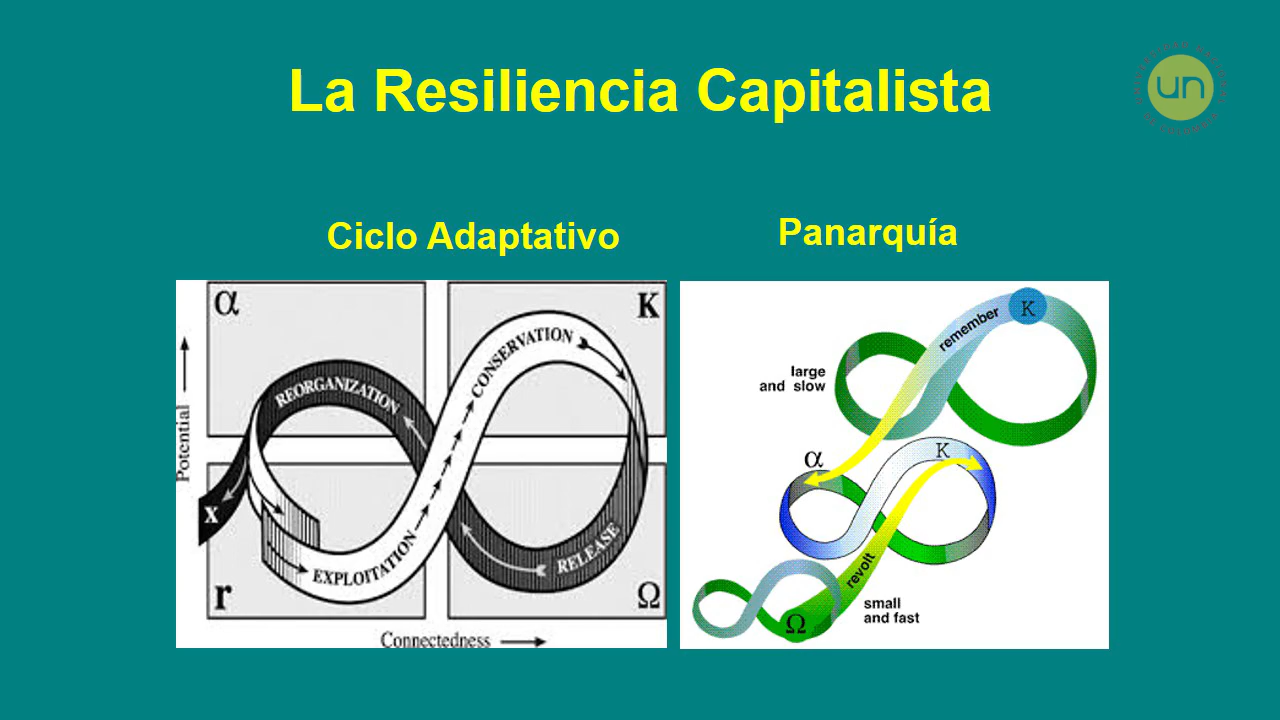 La Resiliencia Capitalista
un
Ciclo Adaptativo
Panarquía
α
K
REORGANIZATION
CONSERVATION
Potential
x
EXPLOITATION
RELEASE
r
Ω
Connectedness
K
remember
large
and slow
α
K
revolt
small
and fast
Ω